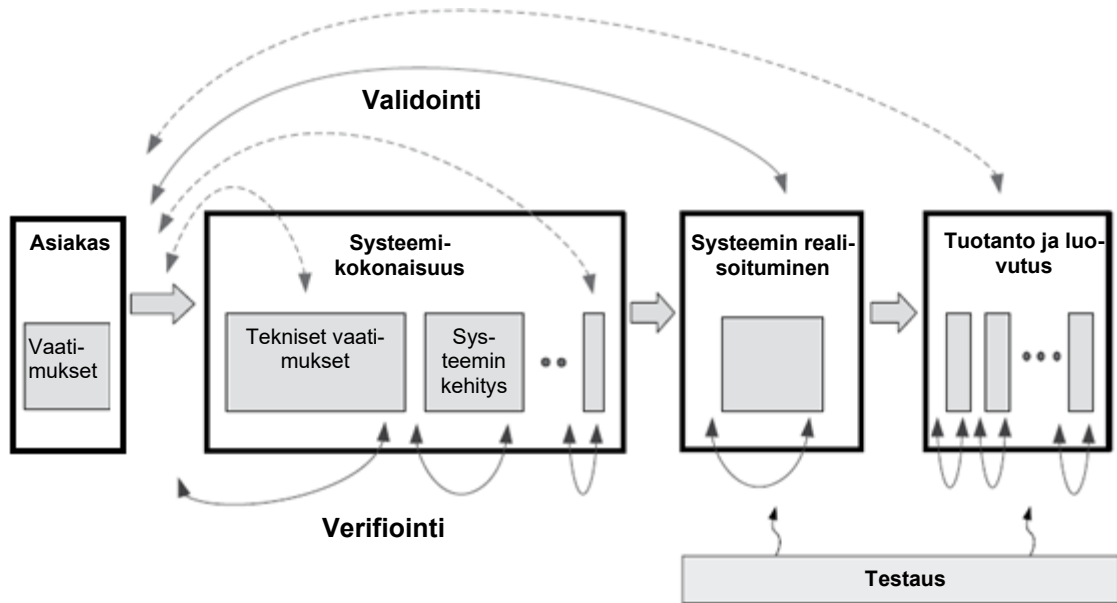 Validointi
Asiakas
Vaati-
mukset
Systeemi-
kokonaisuus
Tekniset vaati-
mukset
Sys-
teemin
kehitys
Systeemin reali-
soituminen
Tuotanto ja luo-
vutus
Verifiointi
Testaus